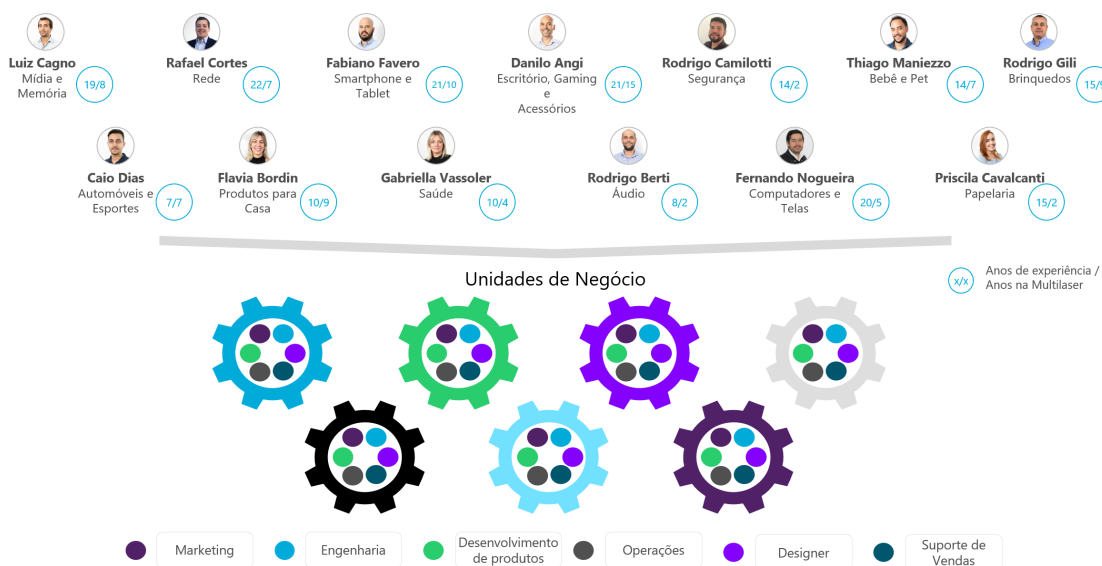 Luiz Cagno
Mídia e
Memória
19/8
Rafael Cortes
Rede
22/7
Fabiano Favero
Smartphone e
Tablet
21/10
Danilo Angi
Escritório, Gaming
e
Acessórios
21/15
Rodrigo Camilotti
Segurança
14/2
Thiago Maniezzo
Bebê e Pet
14/7
Rodrigo Gili
Brinquedos
15/9
Caio Dias
Automóveis e
Esportes
7/7
Flavia Bordin
Produtos para
Casa
10/9
Gabriella Vassoler
Saúde
10/4
Rodrigo Berti
Áudio
8/2
Fernando Nogueira
Computadores e
Telas
20/5
Priscila Cavalcanti
Papelaria
15/2
Unidades de Negócio
x/x
Anos de experiência /
Anos na Multilaser
Marketing
Engenharia
Desenvolvimento
de produtos
Operações
Designer
Suporte de
Vendas